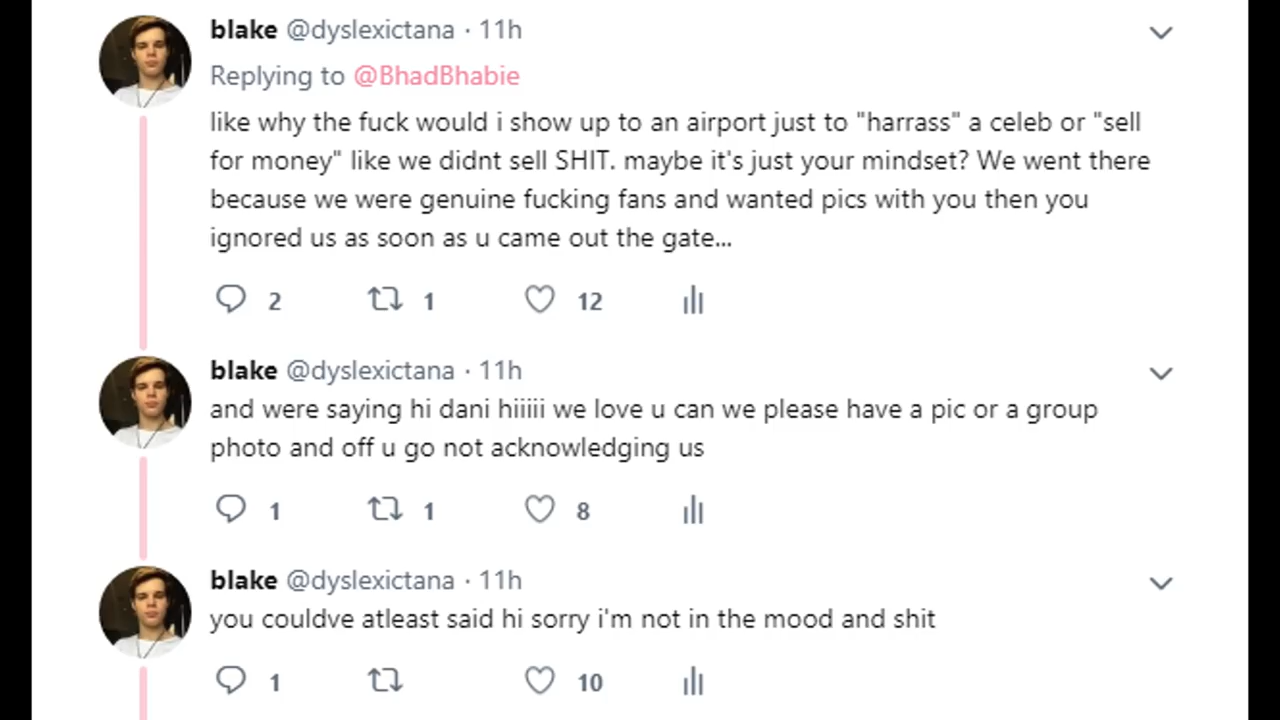 blake @dyslexictana · 11h
Replying to @BhadBhabie
like why the fuck would i show up to an airport just to "harrass" a celeb or "sell
for money" like we didnt sell SHIT. maybe it's just your mindset? We went there
because we were genuine fucking fans and wanted pics with you then you
ignored us as soon as u came out the gate...
2 1 12
blake @dyslexictana · 11h
and were saying hi dani hiiiii we love u can we please have a pic or a group
photo and off u go not acknowledging us
1 1 8
blake @dyslexictana · 11h
you couldve atleast said hi sorry i'm not in the mood and shit
1 10